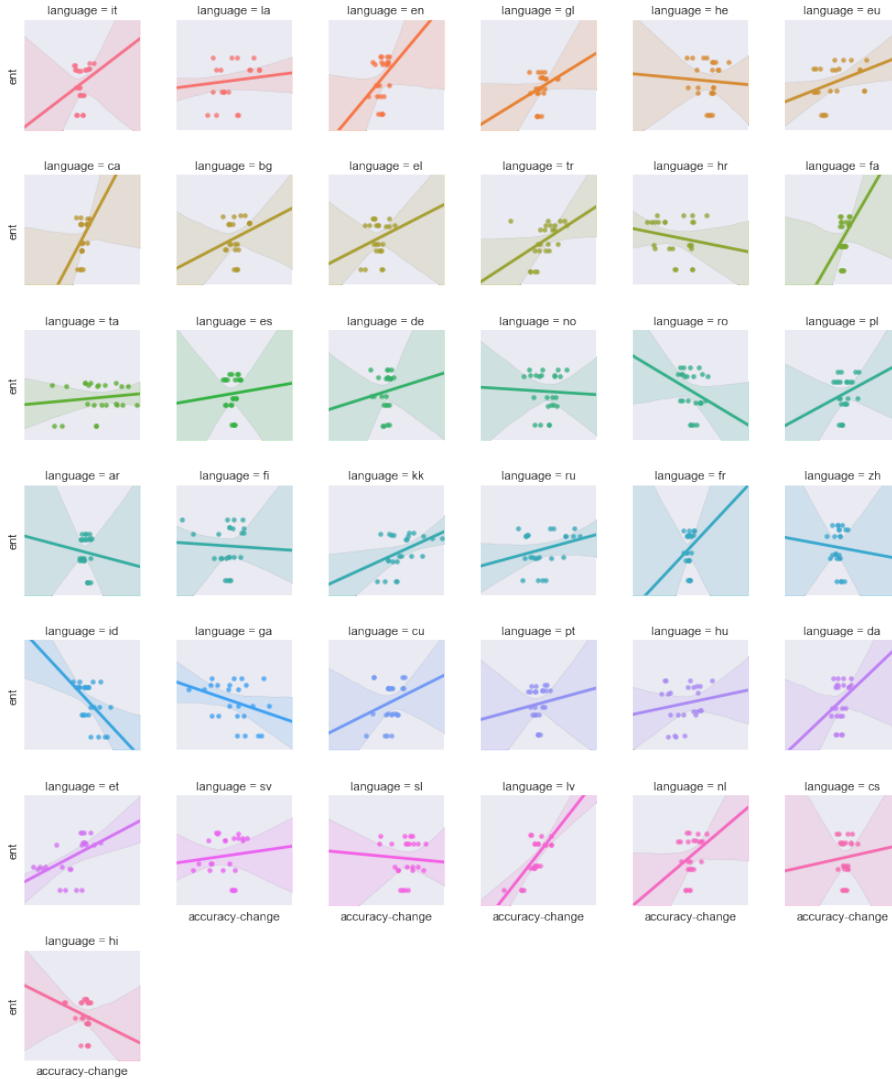 language = it language = la language = en language = gl language = he language = eu
ent
language = ca language = bg language = el language = tr language = hr language = fa
ent
language = ta language = es language = de language = no language = ro language = pl
ent
language = ar language = fi language = kk language = ru language = fr language = zh
ent
language = id language = ga language = cu language = pt language = hu language = da
ent
language = et language = sv language = sl language = lv language = nl language = cs
ent
accuracy-change accuracy-change accuracy-change accuracy-change accuracy-change
language = hi
ent
accuracy-change